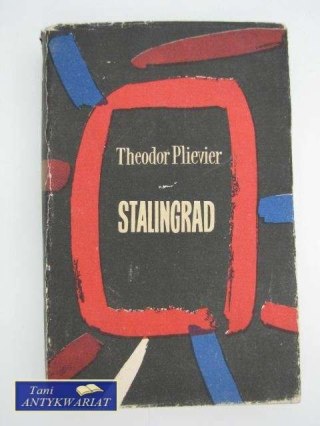 Theodor Plievier
STALINGRAD
Tani
ANTYKWARIAT